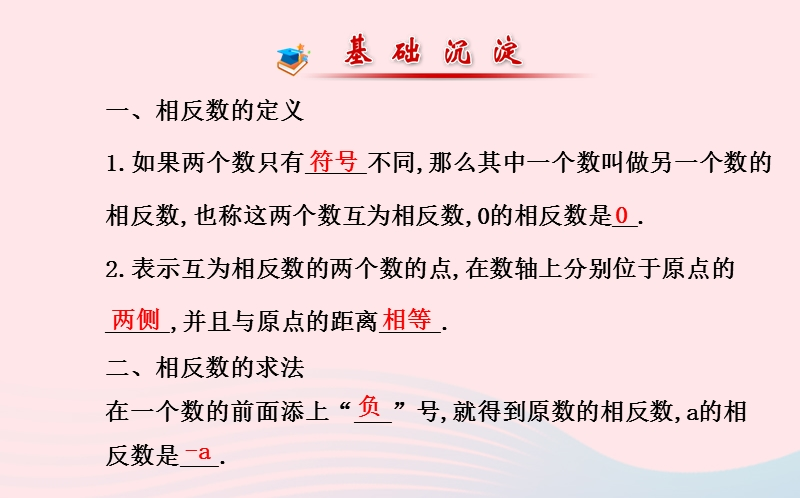 基础沉淀
一、相反数的定义
1.如果两个数只有符号不同,那么其中一个数叫做另一个数的
相反数,也称这两个数互为相反数,0的相反数是0.
2.表示互为相反数的两个数的点,在数轴上分别位于原点的
两侧,并且与原点的距离相等.
二、相反数的求法
在一个数的前面添上“负”号,就得到原数的相反数,a的相
反数是-a.